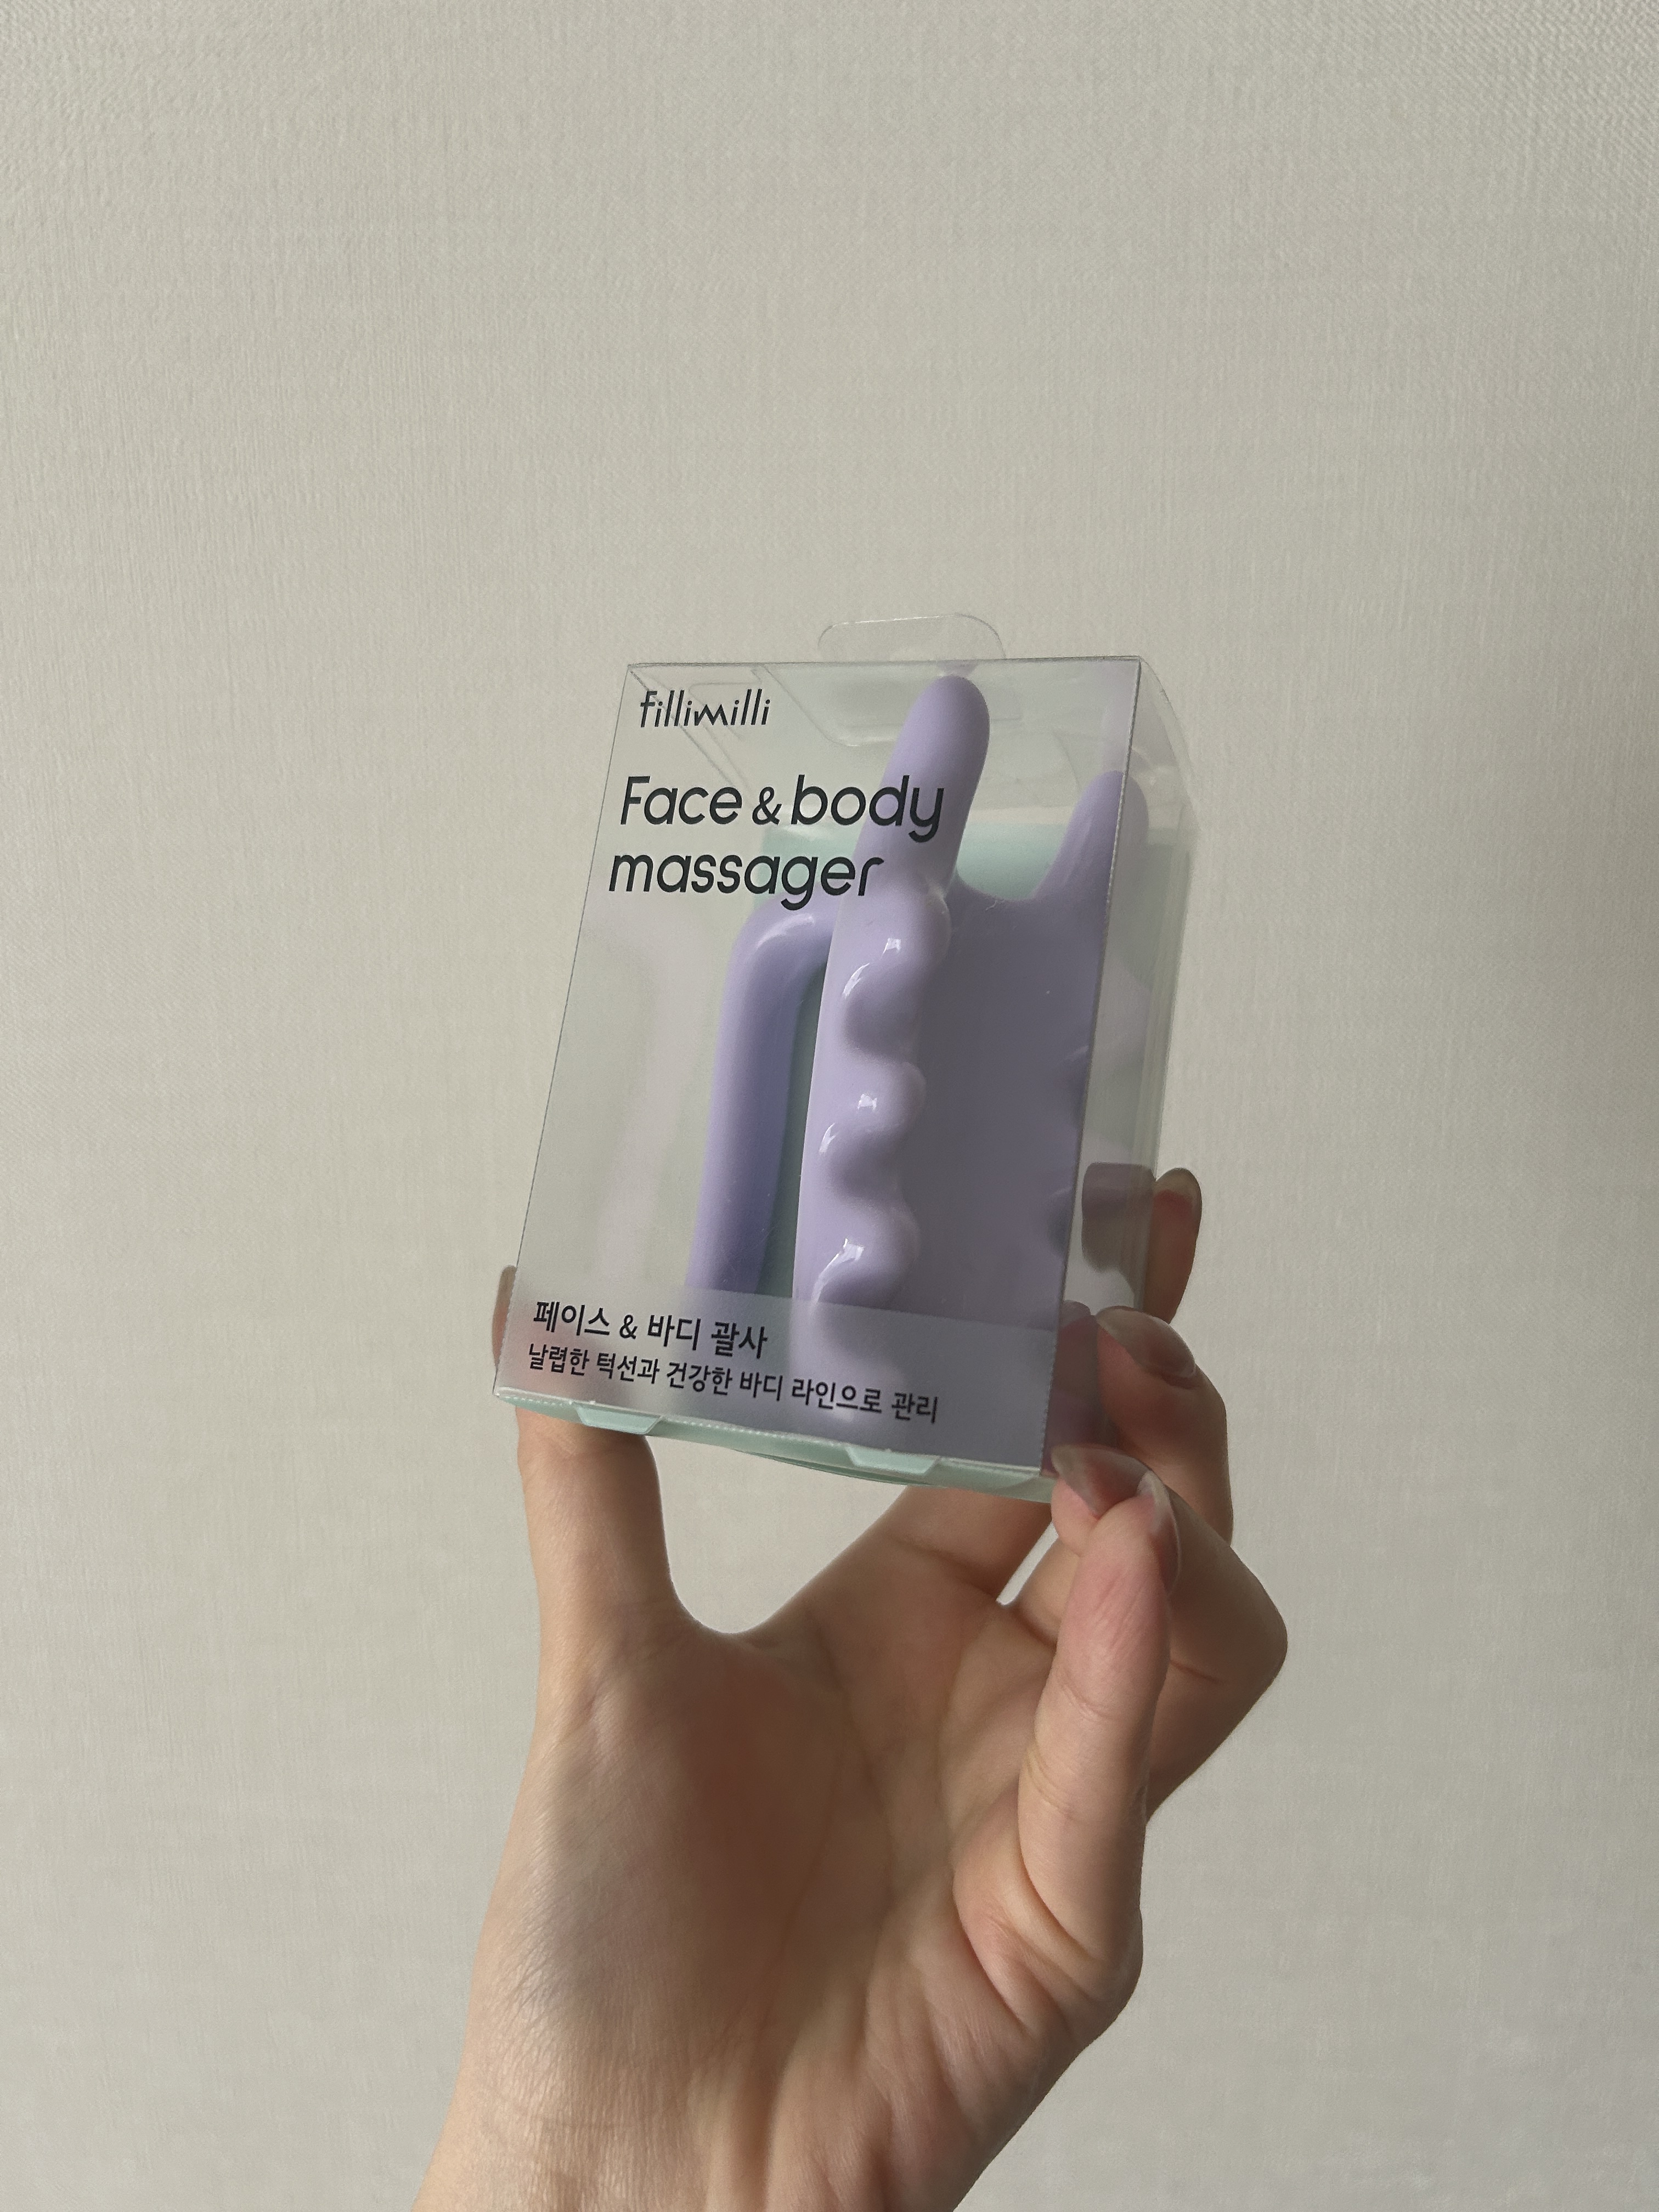 fillimilli
Face & body
massager
페이스 & 바디 괄사
날렵한 턱선과 건강한 바디 라인으로 관리